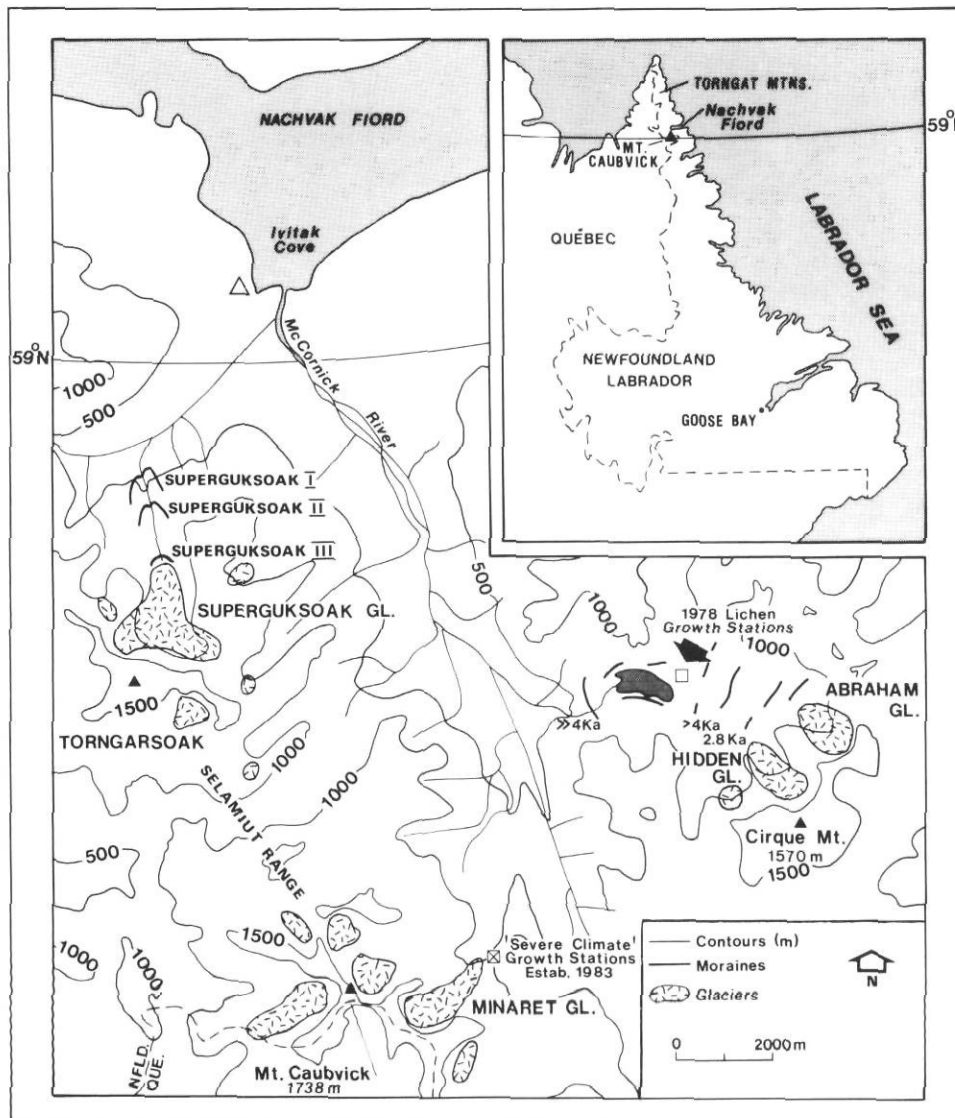 NACHVAK FIORD
Ivitak
Cove
59°N
McCornick
River
1000
500
SUPERGUKSOAK I
SUPERGUKSOAK II
SUPERGUKSOAK III
SUPERGUKSOAK GL.
1500
TORNGARSOAK
1000
1000
SELAMIUT RANGE
500
500
1000
1000
1500
NFLD.
QUE.
Mt. Caubvick
1738 m
MINARET GL.
'Severe Climate'
Growth Stations
Estab. 1983
TORNGAT MTNS.
Nachvak
Fiord
59°N
MT.
CAUBVICK
QUÉBEC
LABRADOR SEA
NEWFOUNDLAND
LABRADOR
GOOSE BAY
1000
1978 Lichen
Growth Stations
1000
ABRAHAM
GL.
≫4Ka
>4Ka
2.8 Ka
HIDDEN
GL.
Cirque Mt.
1570 m
1500
Contours (m)
Moraines
Glaciers
N
0 2000m